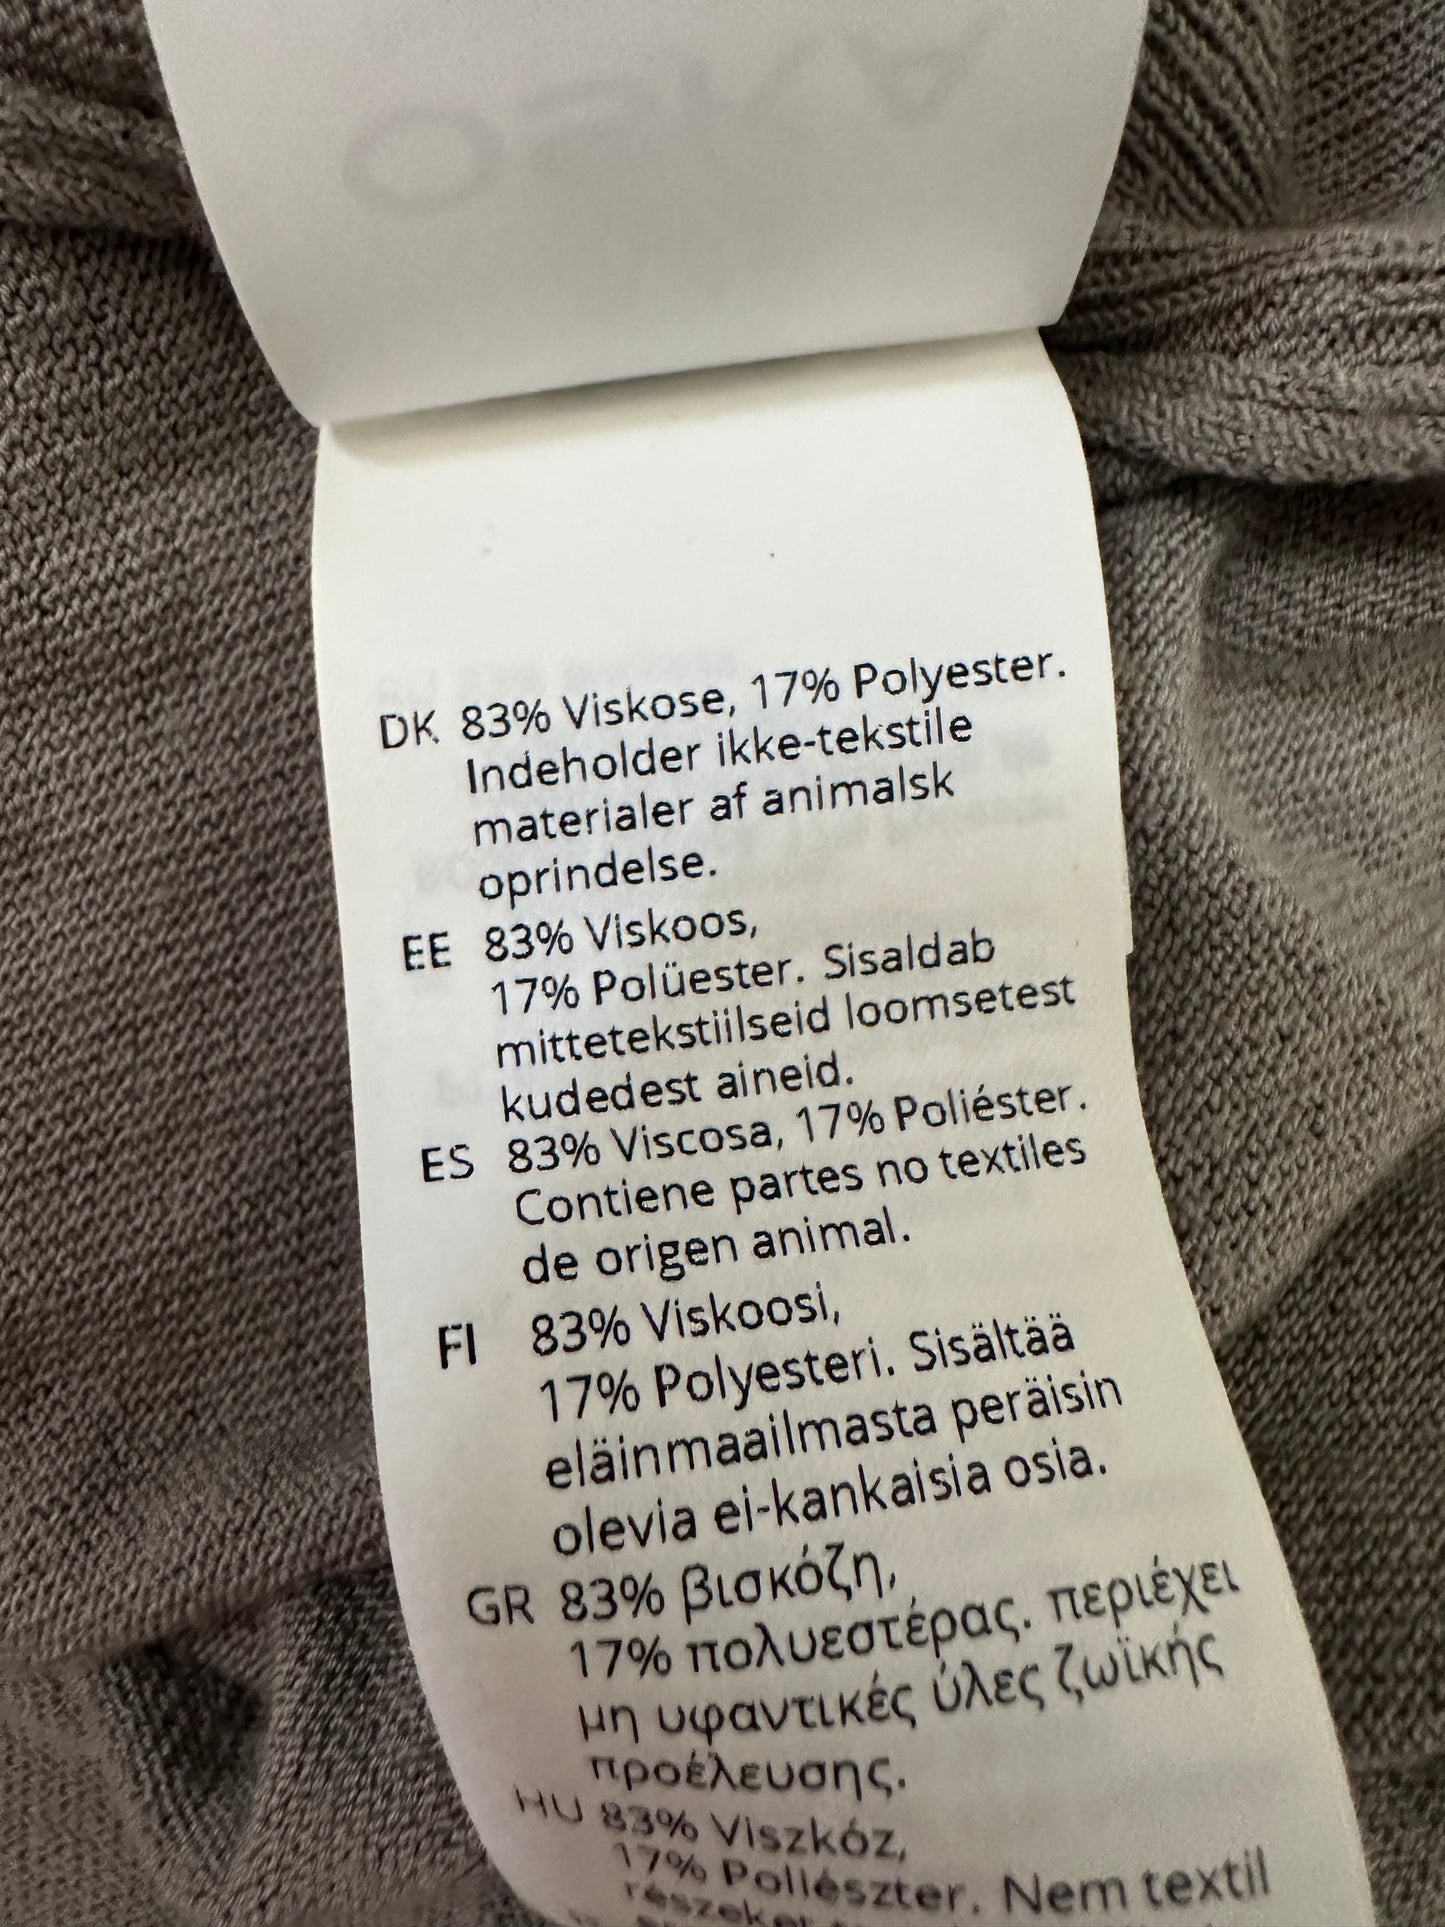 DK 83% Viskose, 17% Polyester.
Indeholder ikke-tekstile
materialer af animalsk
oprindelse.
EE 83% Viskoos,
17% Polüester. Sisaldab
mittetekstiilseid loomsetest
kudedest aineid.
ES 83% Viscosa, 17% Poliéster.
Contiene partes no textiles
de origen animal.
FI 83% Viskoosi,
17% Polyesteri. Sisältää
eläinmaailmasta peräisin
olevia ei-kankaisia osia.
GR 83% βισκόζη,
17% πολυεστέρας. περιέχει
μη υφαντικές ύλες ζωϊκής
προέλευσης.
HU 83% Viszkóz,
17% Poliészter. Nem textil
részeket